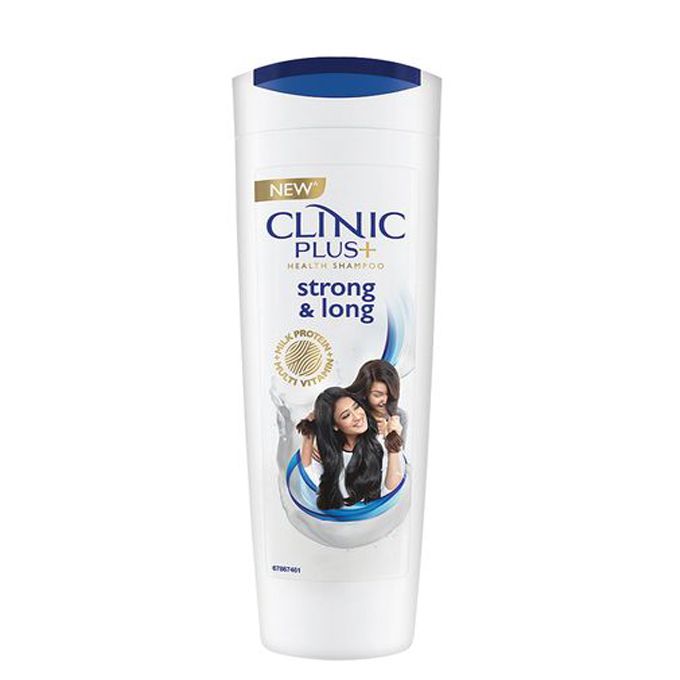 NEW^
CLINIC
PLUS+
HEALTH SHAMPOO
strong
& long
• MILK PROTEIN •
MULTI VITAMIN
67867461